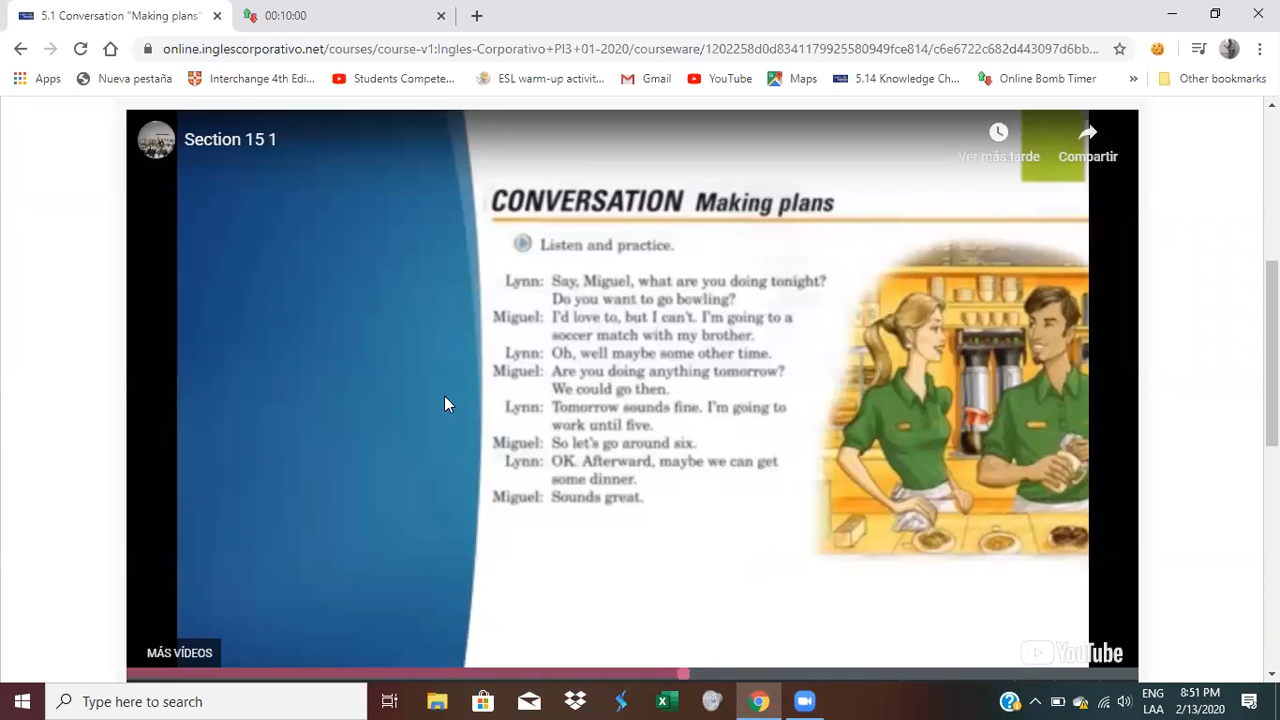 5.1 Conversation "Making plans"
00:10:00
online.inglescorporativo.net/courses/course-v1:Ingles-Corporativo+PI3+01-2020/courseware/1202258d0d8341179925580949fce814/c6e6722c682d443097d6bb...
Apps
Nueva pestaña
Interchange 4th Edi...
Students Compete...
ESL warm-up activit...
Gmail
YouTube
Maps
5.14 Knowledge Ch...
Online Bomb Timer
»
Other bookmarks
Section 15 1
Ver más tarde
Compartir
CONVERSATION Making plans
Listen and practice.
Lynn: Say, Miguel, what are you doing tonight?
Do you want to go bowling?
Miguel: I'd love to, but I can't. I'm going to a
soccer match with my brother.
Lynn: Oh, well maybe some other time.
Miguel: Are you doing anything tomorrow?
We could go then.
Lynn: Tomorrow sounds fine. I'm going to
work until five.
Miguel: So let's go around six.
Lynn: OK. Afterward, maybe we can get
some dinner.
Miguel: Sounds great.
MÁS VÍDEOS
YouTube
Type here to search
ENG
LAA
8:51 PM
2/13/2020